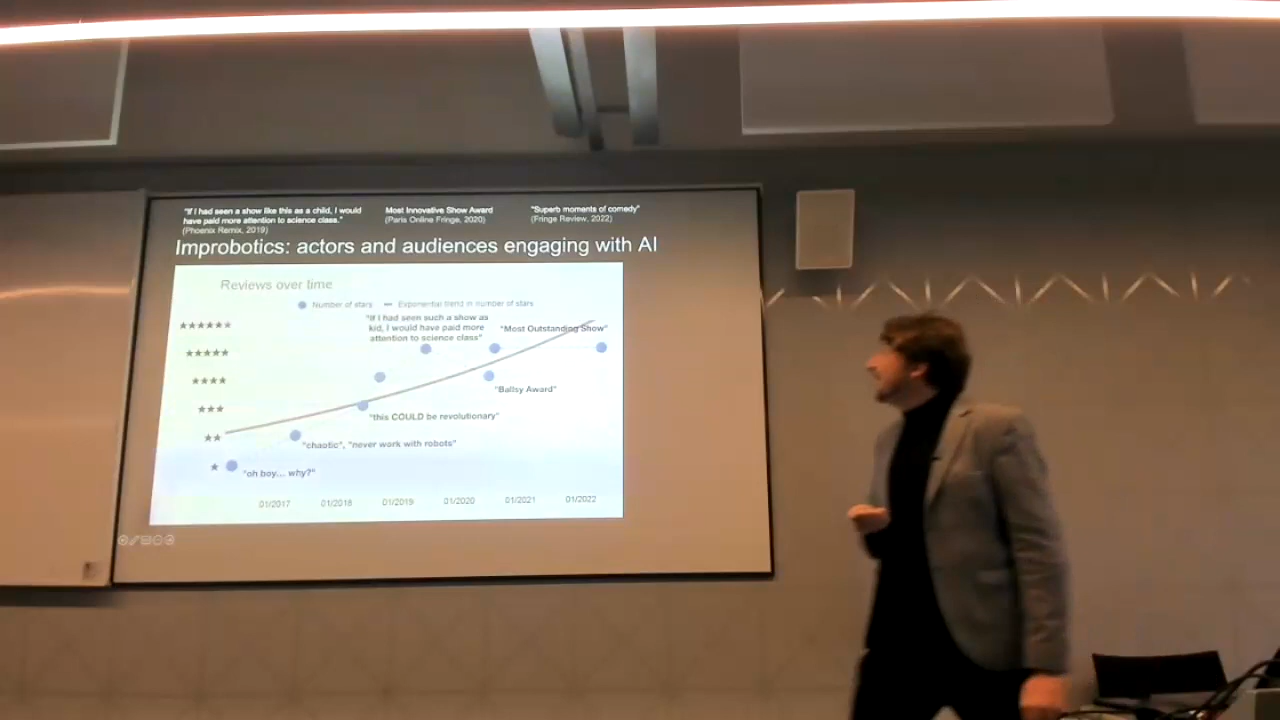 "If I had seen a show like this as a child, I would
have paid more attention to science class."
(Phoenix Remix, 2019)
Most Innovative Show Award
(Paris Online Fringe, 2020)
"Superb moments of comedy"
(Fringe Review, 2022)
Improbotics: actors and audiences engaging with AI
Reviews over time
Number of stars
Exponential trend in number of stars
"If I had seen such a show as
kid, I would have paid more
attention to science class"
"Most Outstanding Show"
"Ballsy Award"
"this COULD be revolutionary"
"chaotic", "never work with robots"
"oh boy... why?"
★★★★★★
★★★★★
★★★★
★★★
★★
★
01/2017 01/2018 01/2019 01/2020 01/2021 01/2022